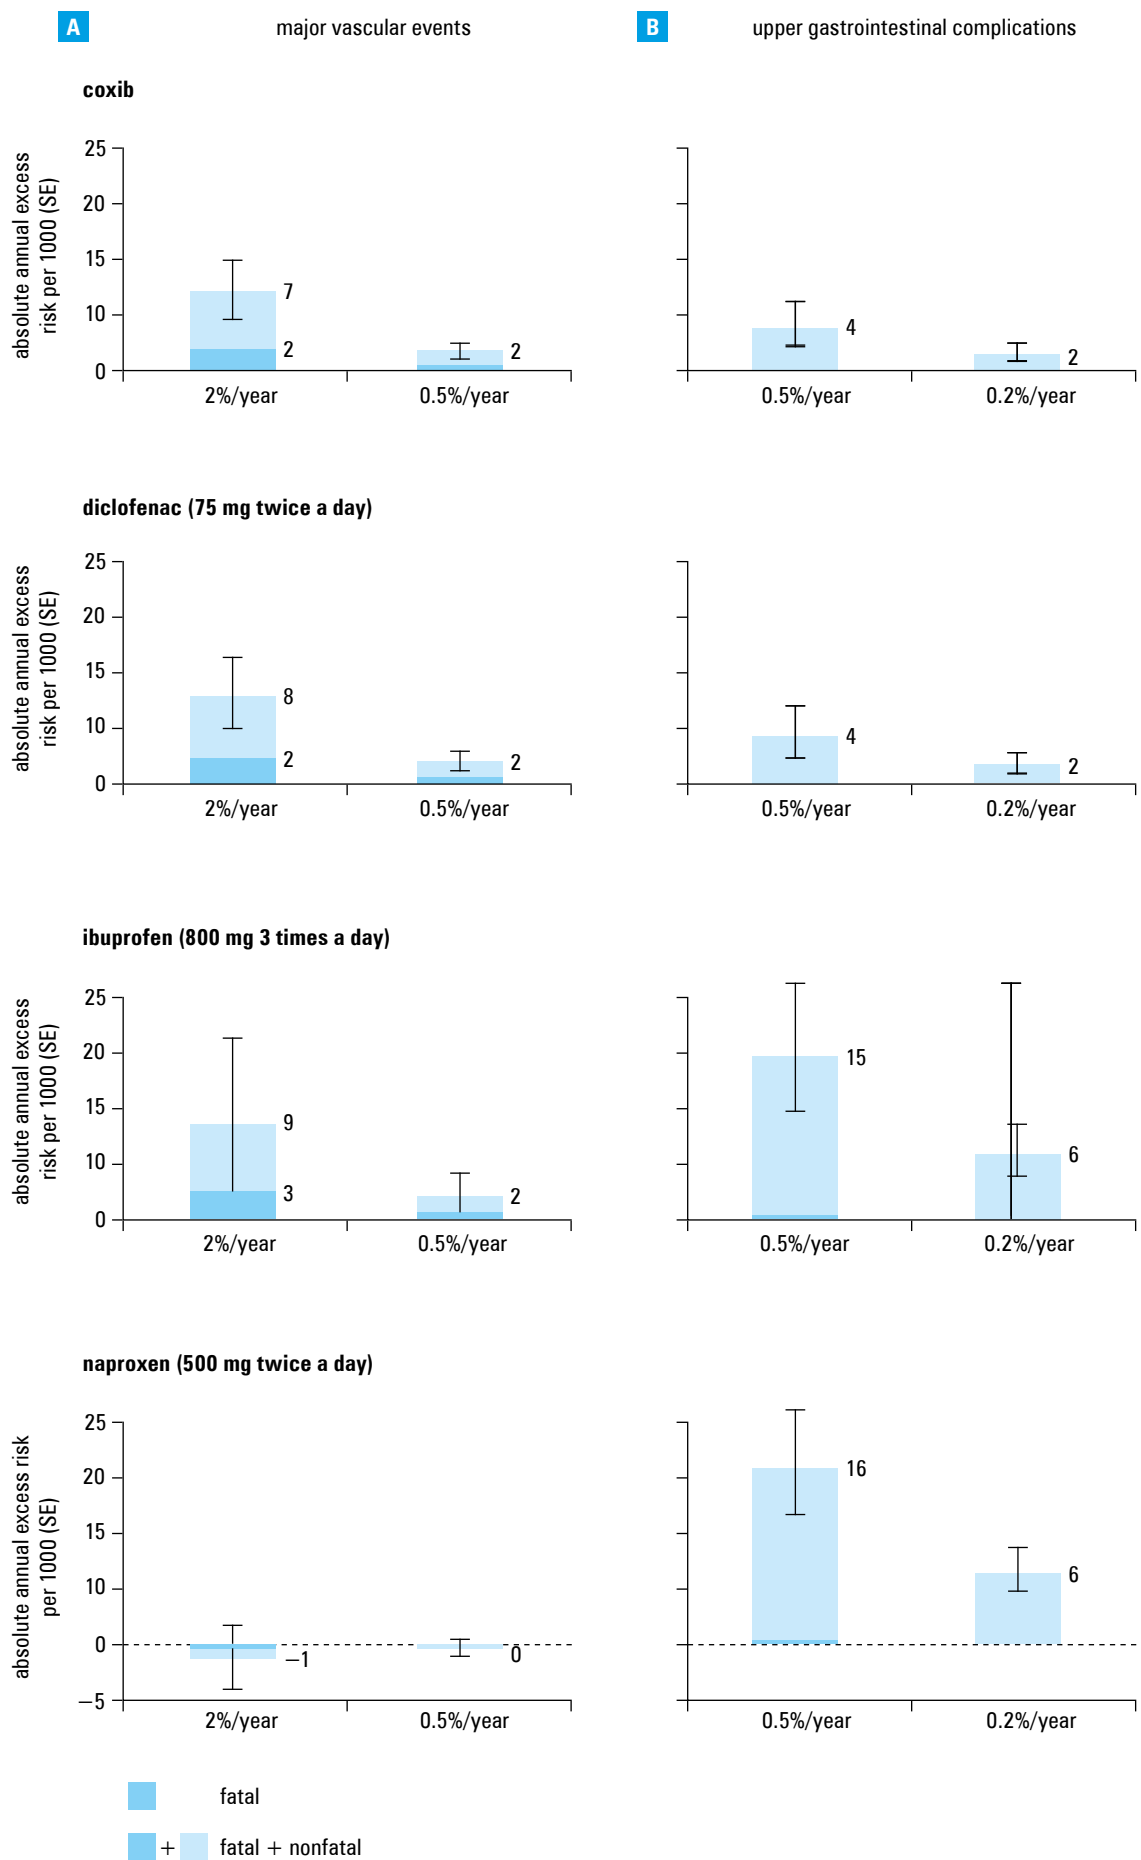 A major vascular events
B upper gastrointestinal complications
coxib
absolute annual excess
risk per 1000 (SE)
25
20
15
10
0
7
2
2
2%/year
0.5%/year
4
2
0.5%/year
0.2%/year
diclofenac (75 mg twice a day)
absolute annual excess
risk per 1000 (SE)
25
20
15
10
0
8
2
2
2%/year
0.5%/year
4
2
0.5%/year
0.2%/year
ibuprofen (800 mg 3 times a day)
absolute annual excess
risk per 1000 (SE)
25
20
15
10
0
9
3
2
2%/year
0.5%/year
15
6
0.5%/year
0.2%/year
naproxen (500 mg twice a day)
absolute annual excess risk
per 1000 (SE)
25
20
15
10
0
−5
−1
0
2%/year
0.5%/year
16
6
0.5%/year
0.2%/year
fatal
+ fatal + nonfatal